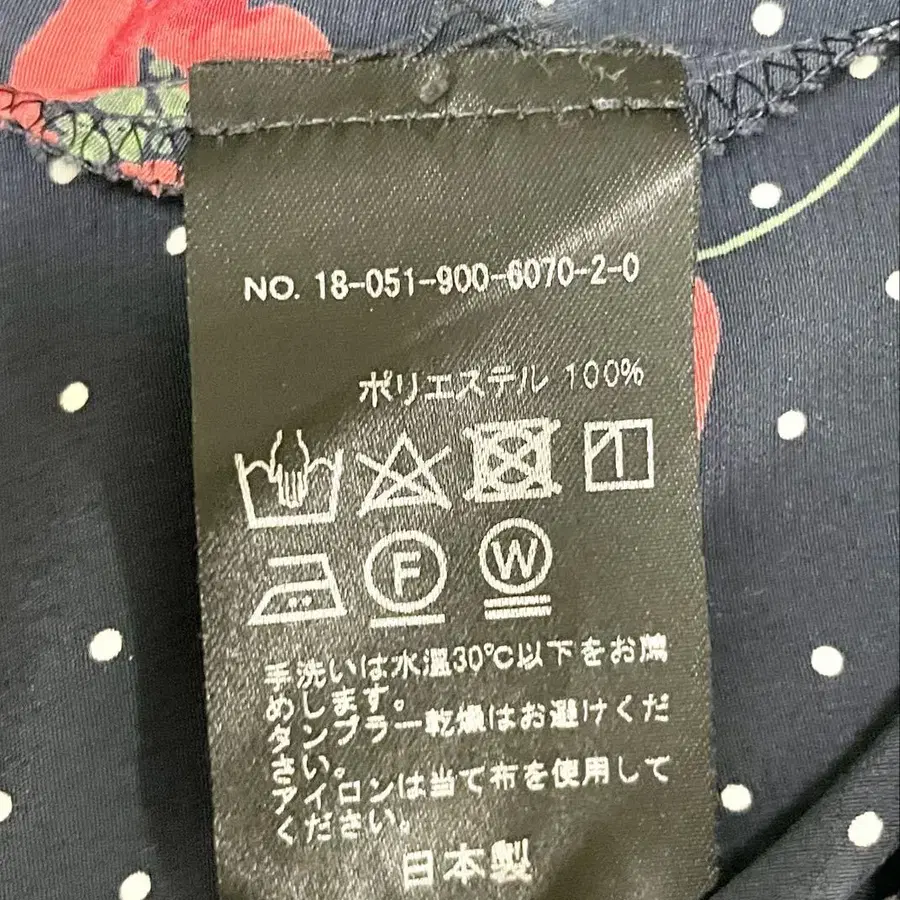 NO. 18-051-900-6070-2-0
ポリエステル 100%
F
W
手洗いは水温30℃以下をお薦
めします。
タンブラー乾燥はお避けくだ
さい。
アイロンは当て布を使用して
ください。
日本製